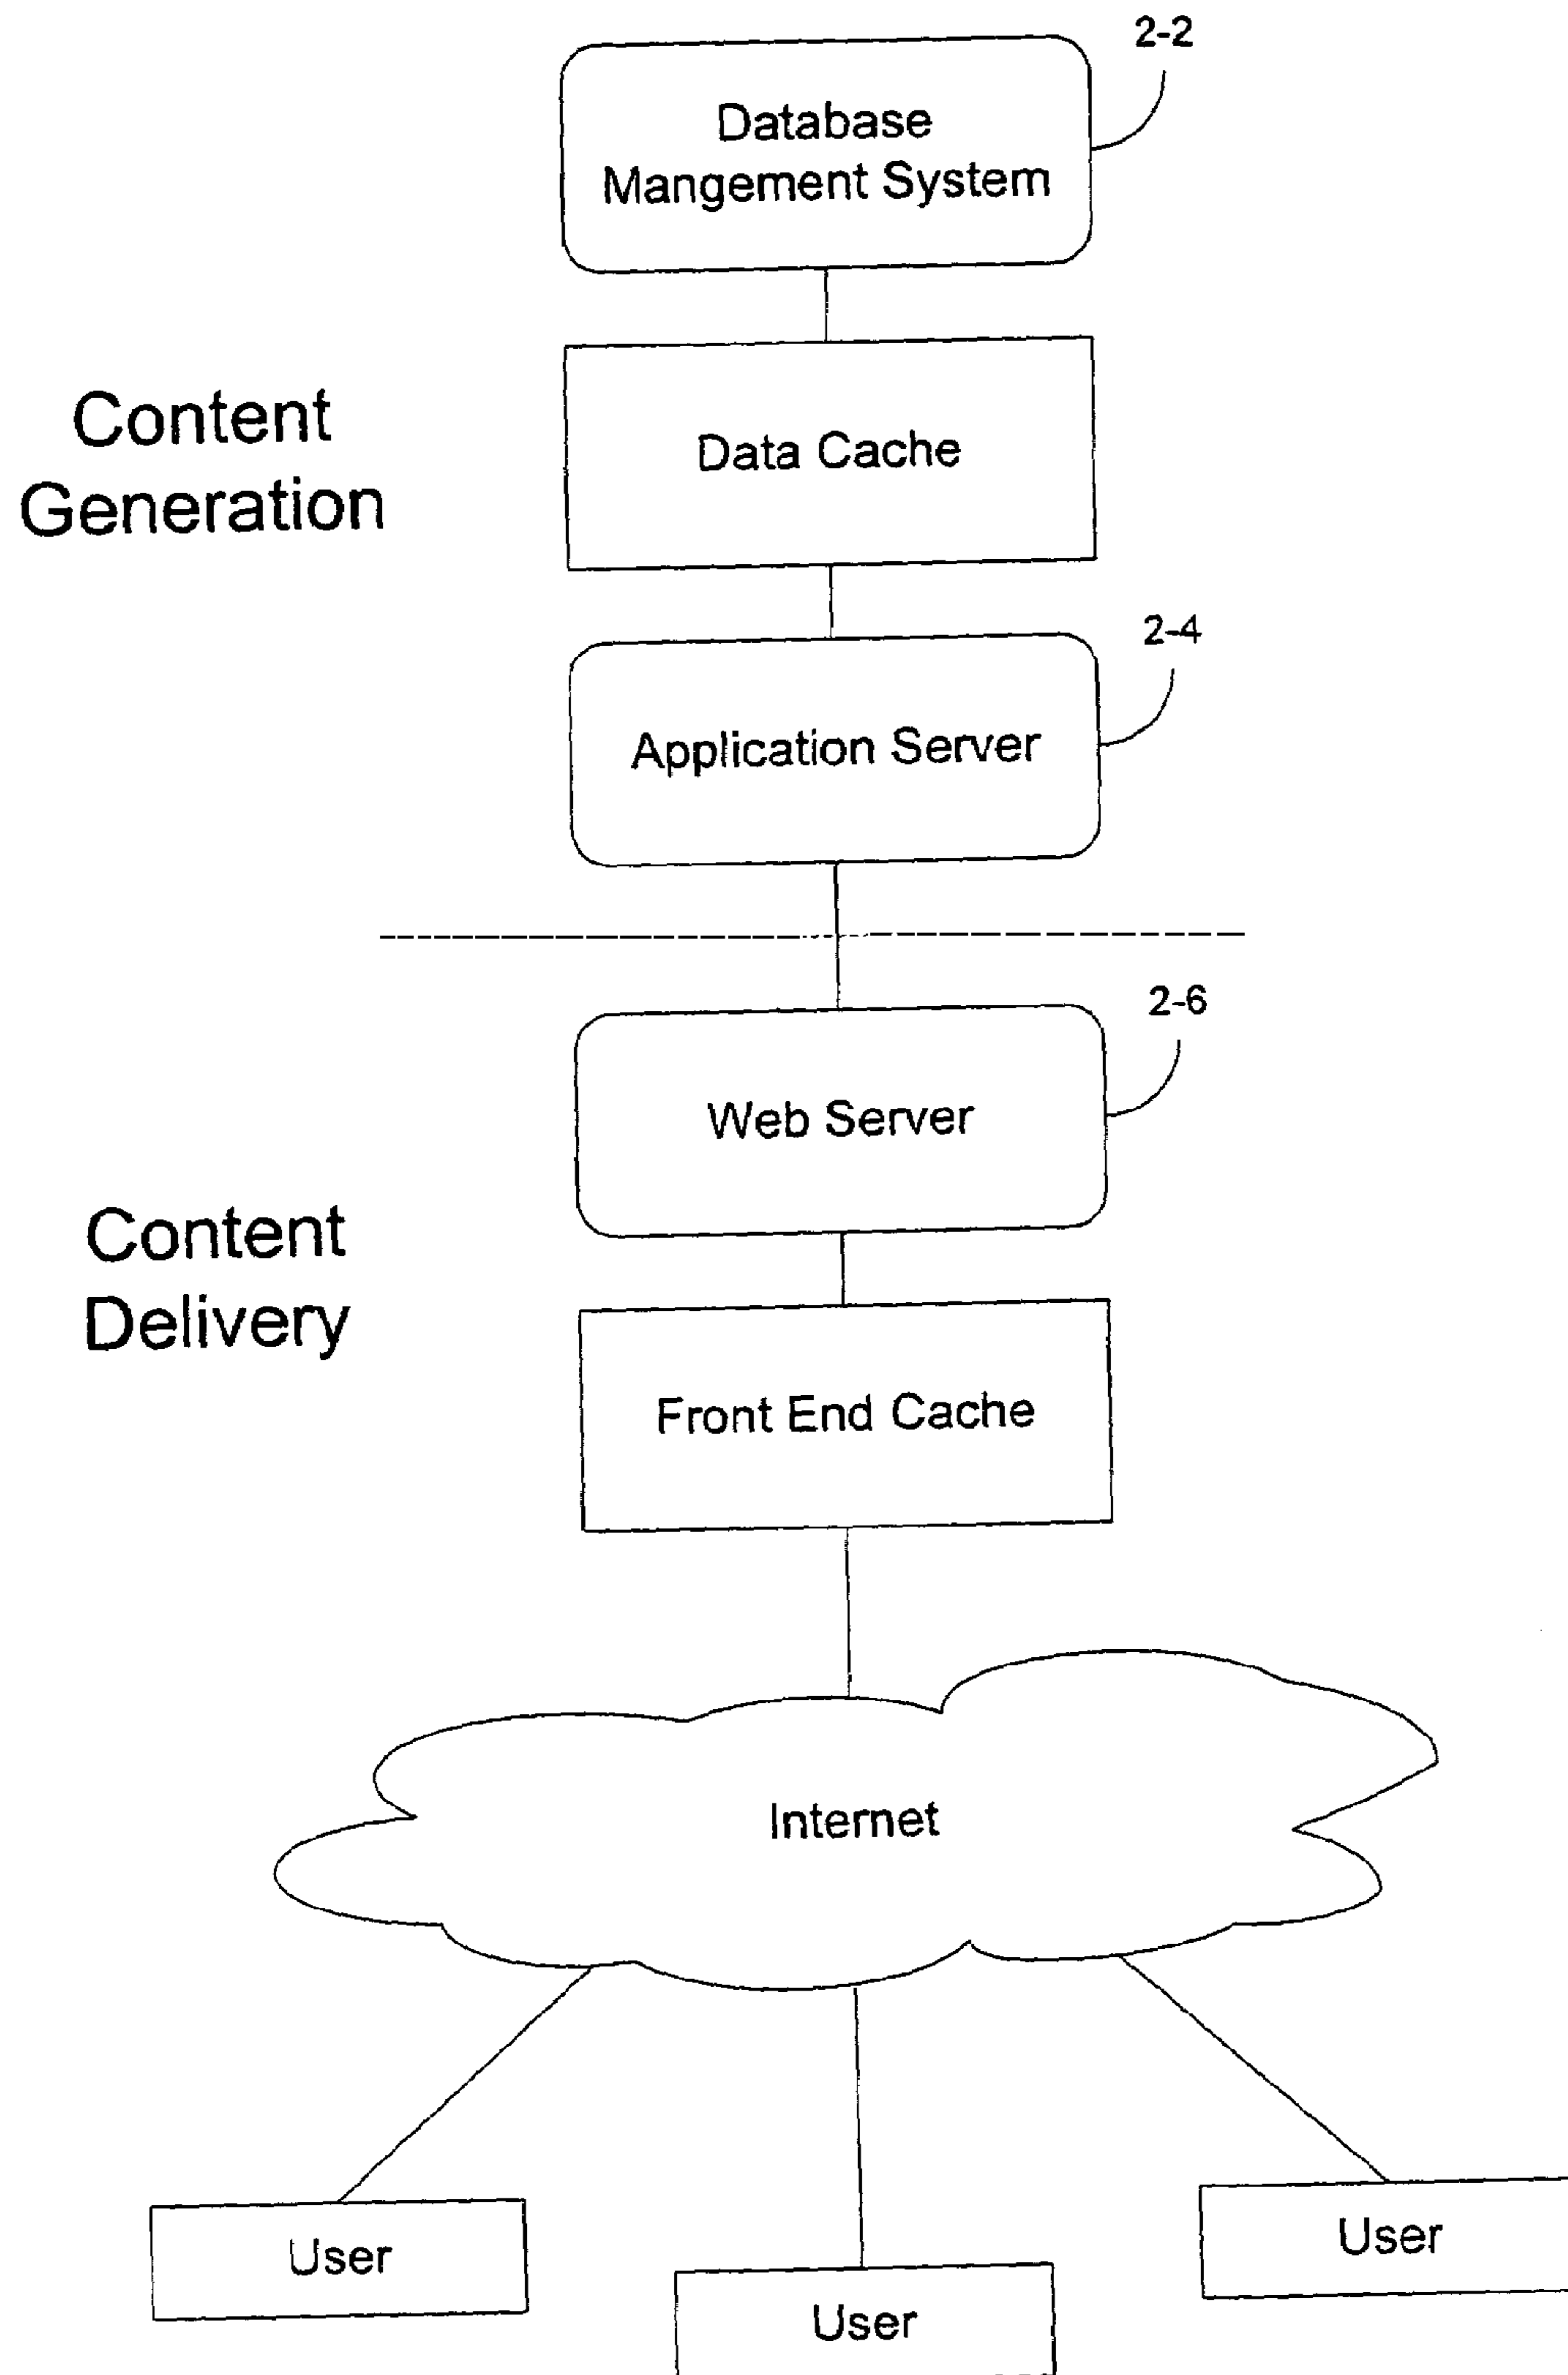 2-2
Database
Mangement System
Content
Generation
Data Cache
2-4
Application Server
2-6
Web Server
Content
Delivery
Front End Cache
Internet
User
User
User